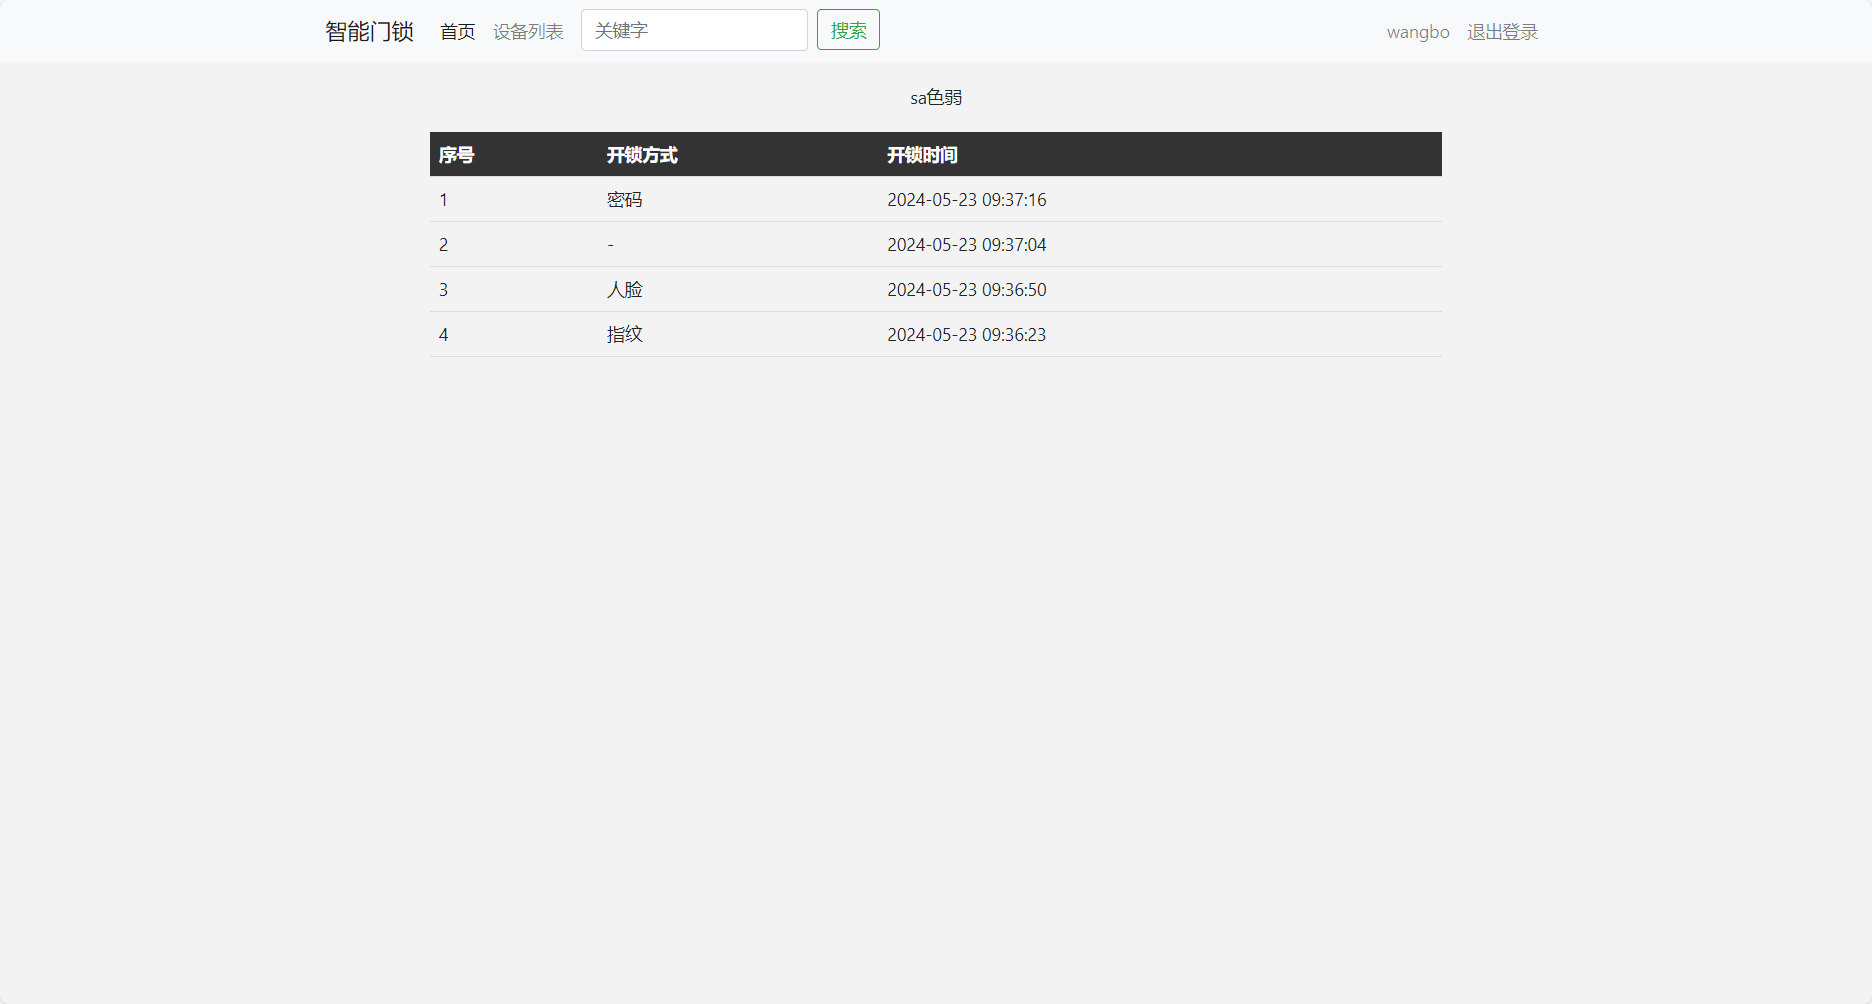 智能门锁 首页 设备列表 关键字 搜索 wangbo 退出登录
sa色弱
序号 开锁方式 开锁时间
1 密码 2024-05-23 09:37:16
2 - 2024-05-23 09:37:04
3 人脸 2024-05-23 09:36:50
4 指纹 2024-05-23 09:36:23